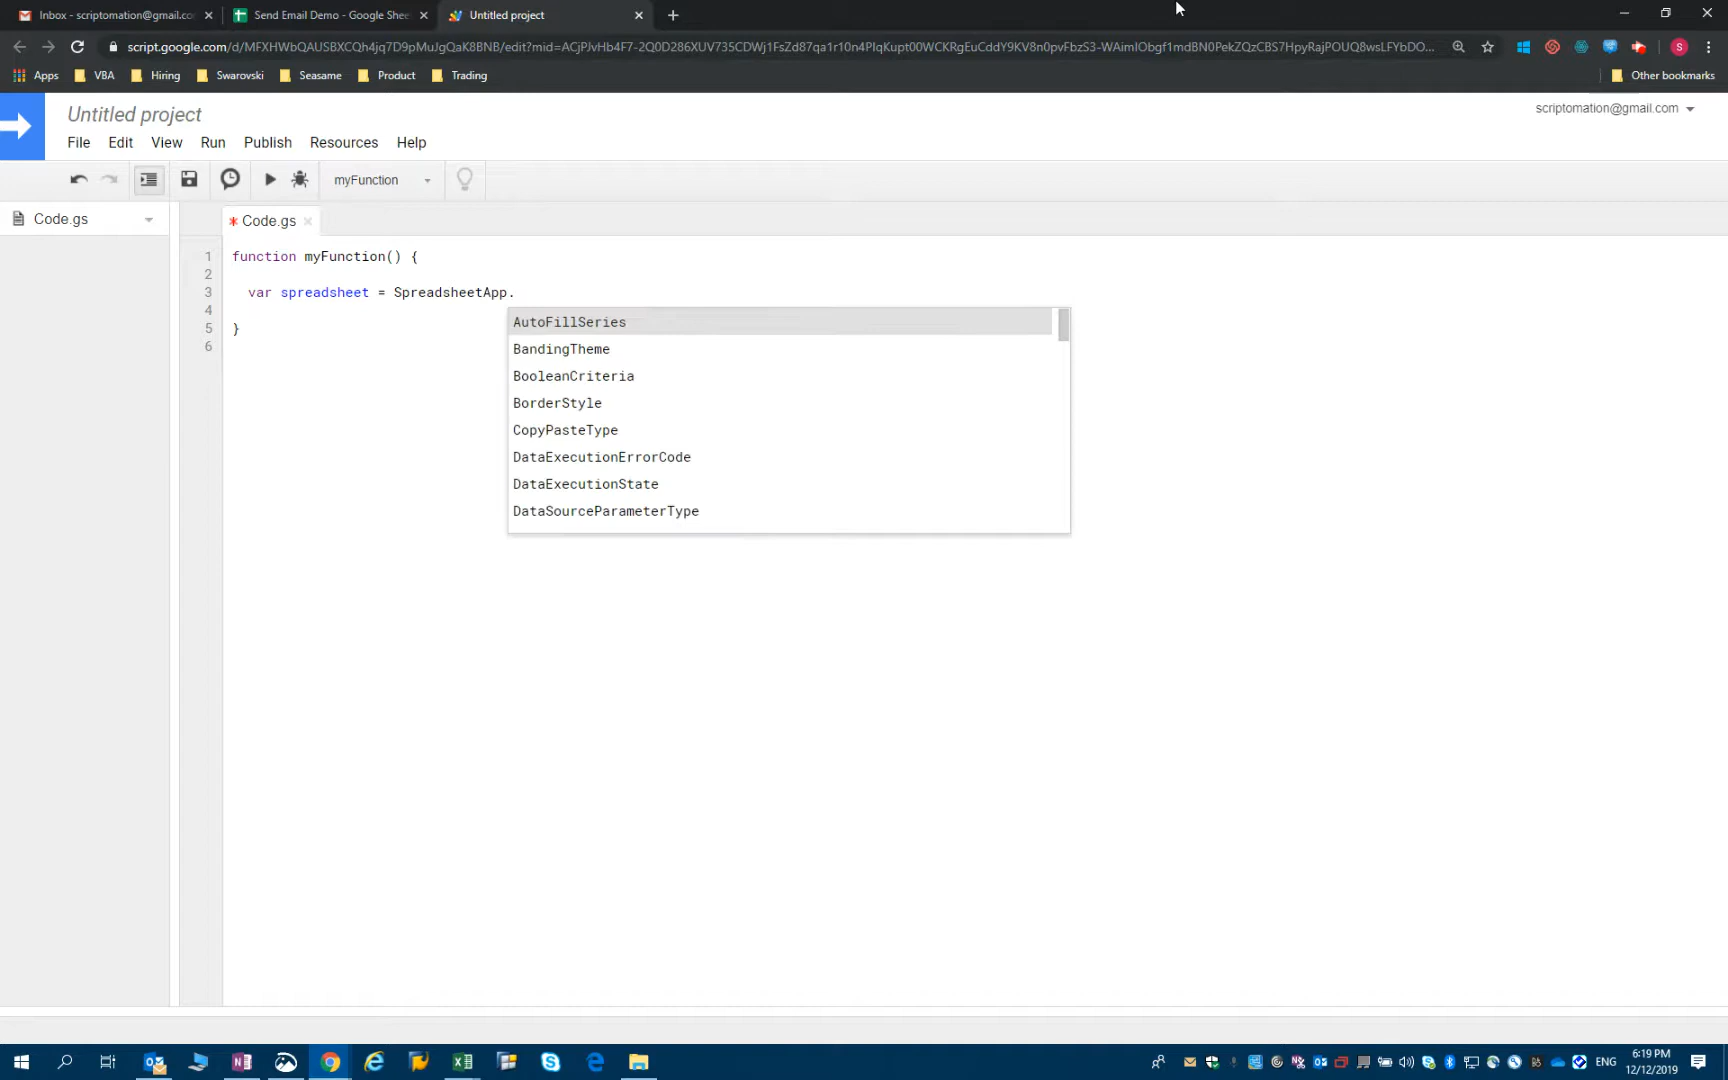 Inbox - scriptomation@gmail.co
Send Email Demo - Google Shee
Untitled project
script.google.com/d/MFXHWbQAUSBXCQh4jq7D9pMuJgQaK8BNB/edit?mid=ACjPJvHb4F7-2Q0D286XUV735CDWj1FsZd87qa1r10n4PIqKupt00WCKRgEuCddY9KV8n0pvFbzS3-WAimIObgf1mdBN0PekZQzCBS7HpyRajPOUQ8wsLFYbDO...
Apps VBA Hiring Swarovski Seasame Product Trading Other bookmarks
Untitled project
scriptomation@gmail.com
File Edit View Run Publish Resources Help
myFunction
Code.gs
* Code.gs
1 function myFunction() {
2
3 var spreadsheet = SpreadsheetApp.
4
5 }
6
AutoFillSeries
BandingTheme
BooleanCriteria
BorderStyle
CopyPasteType
DataExecutionErrorCode
DataExecutionState
DataSourceParameterType
ENG
6:19 PM
12/12/2019